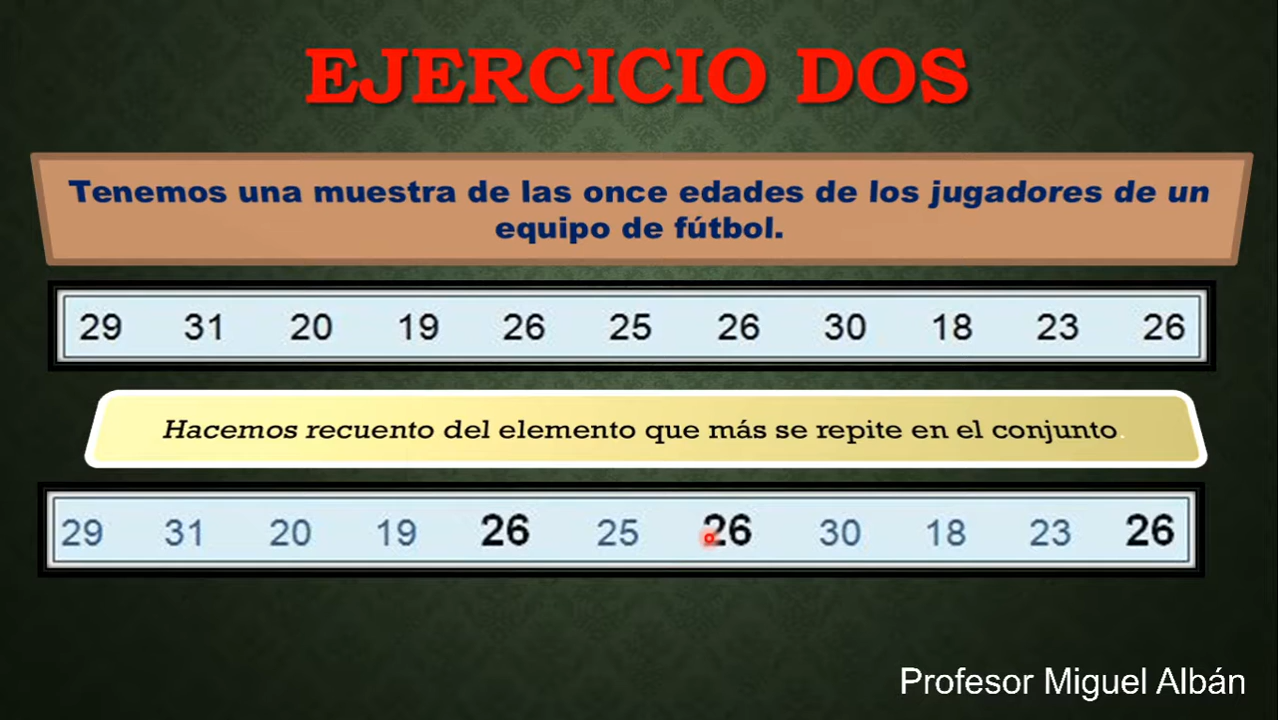 EJERCICIO DOS
Tenemos una muestra de las once edades de los jugadores de un
equipo de fútbol.
29 31 20 19 26 25 26 30 18 23 26
Hacemos recuento del elemento que más se repite en el conjunto.
29 31 20 19 26 25 26 30 18 23 26
Profesor Miguel Albán